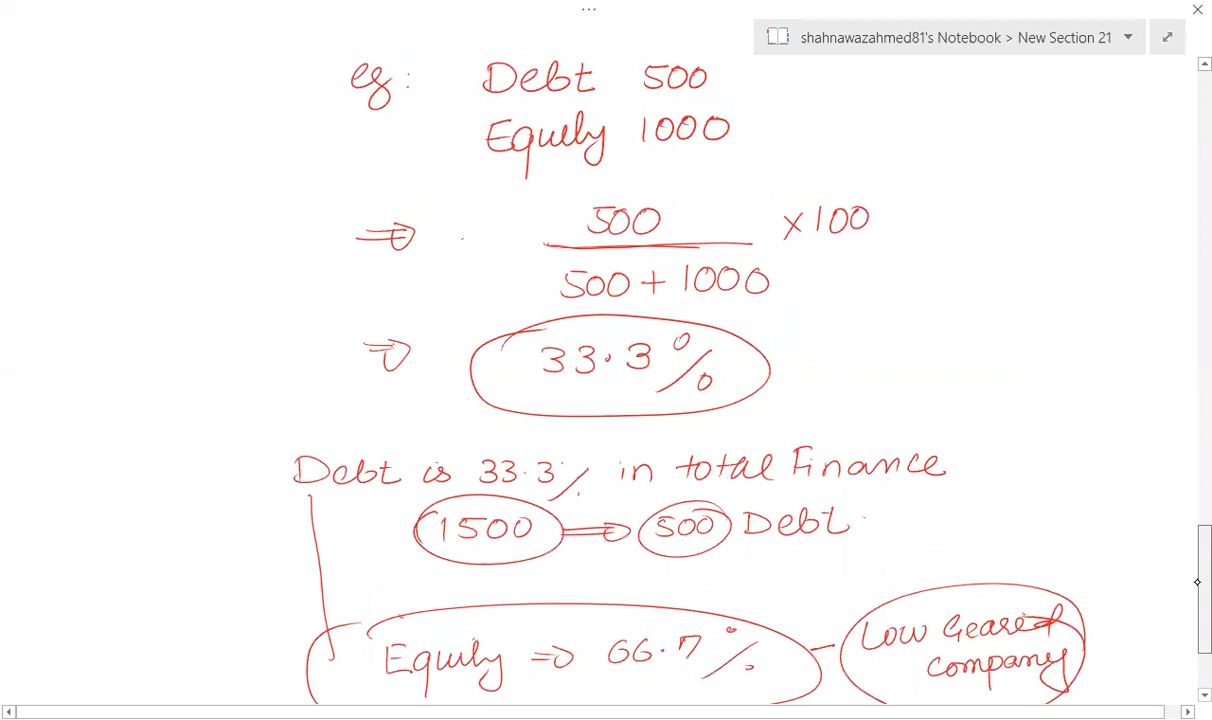 shahnawazahmed81's Notebook > New Section 21
eg: Debt 500
Equity 1000
⇒ 500 × 100
500 + 1000
⇒ 33.3%
Debt is 33.3% in total Finance
1500 ⇒ 500 Debt
Equity ⇒ 66.7% - Low Geared
company